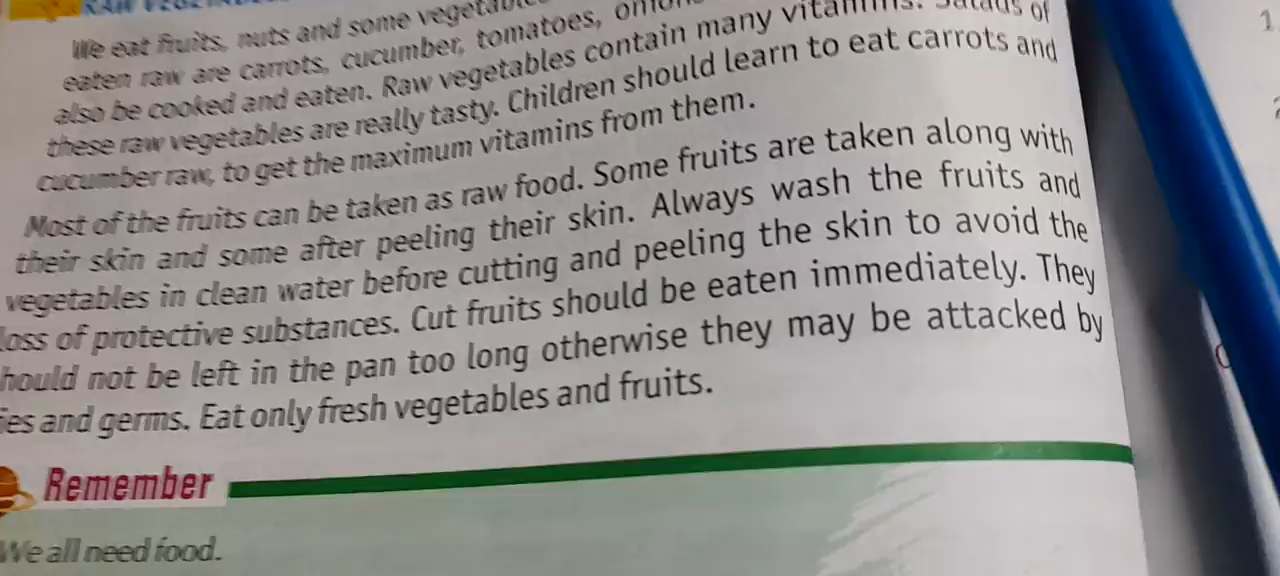 RAW
We eat fruits, nuts and some
eaten raw are carrots, cucumber, tomatoes,
also be cooked and eaten. Raw vegetables contain many vitamins. Salads of
these raw vegetables are really tasty. Children should learn to eat carrots and
cucumber raw, to get the maximum vitamins from them.
Most of the fruits can be taken as raw food. Some fruits are taken along with
their skin and some after peeling their skin. Always wash the fruits and
vegetables in clean water before cutting and peeling the skin to avoid the
loss of protective substances. Cut fruits should be eaten immediately. They
hould not be left in the pan too long otherwise they may be attacked by
ies and germs. Eat only fresh vegetables and fruits.
Remember
We all need food.
1.